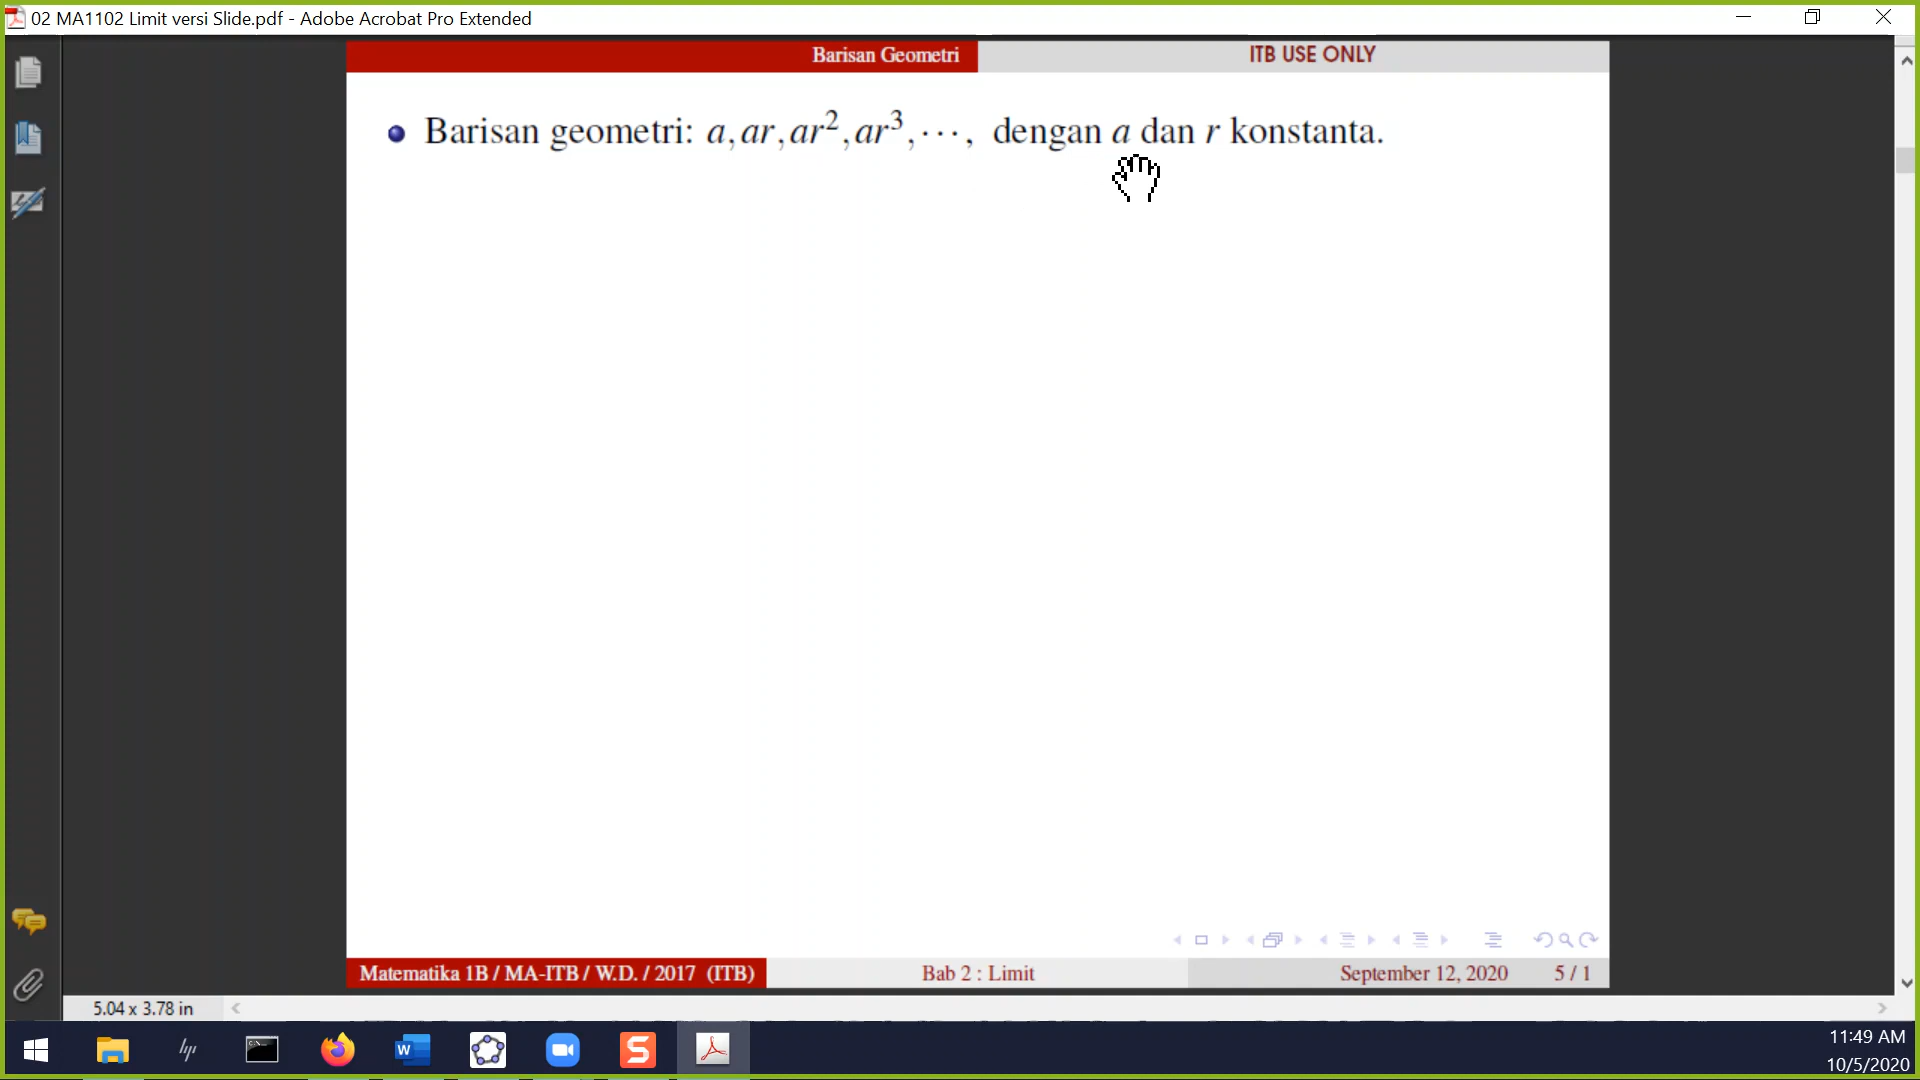 02 MA1102 Limit versi Slide.pdf - Adobe Acrobat Pro Extended
Barisan Geometri
ITB USE ONLY
Barisan geometri: a, ar, ar², ar³, ⋯, dengan a dan r konstanta.
Matematika 1B / MA-ITB / W.D. / 2017 (ITB)
Bab 2 : Limit
September 12, 2020
5 / 1
5.04 x 3.78 in
11:49 AM
10/5/2020